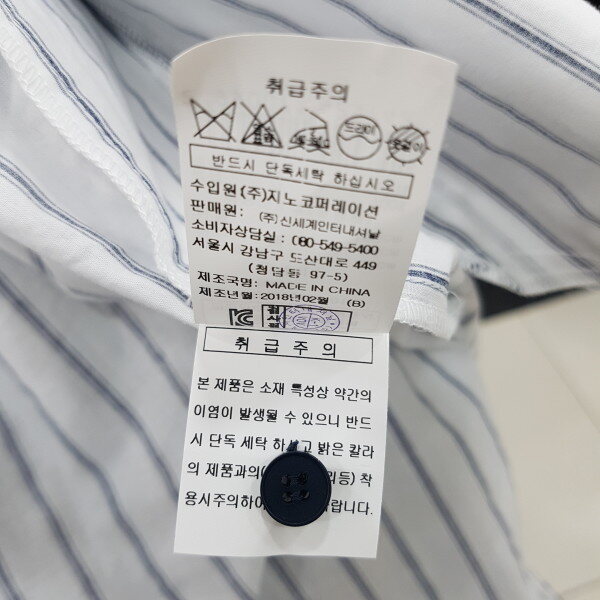 취급주의
드라이
반드시 단독세탁 하십시오
수입원(주)지노코퍼레이션
판매원 : (주)신세계인터내셔날
소비자상담실 : 80-549-5400
서울시 강남구 도산대로 449
(청담동 97-5)
제조국명: MADE IN CHINA
제조년월:2018년02월 (B)
취급주의
본 제품은 소재 특성상 약간의
이염이 발생될 수 있으니 반드
시 단독 세탁 하시고 밝은 칼라
의 제품과의( 의등) 착
용시주의하여 랍니다.